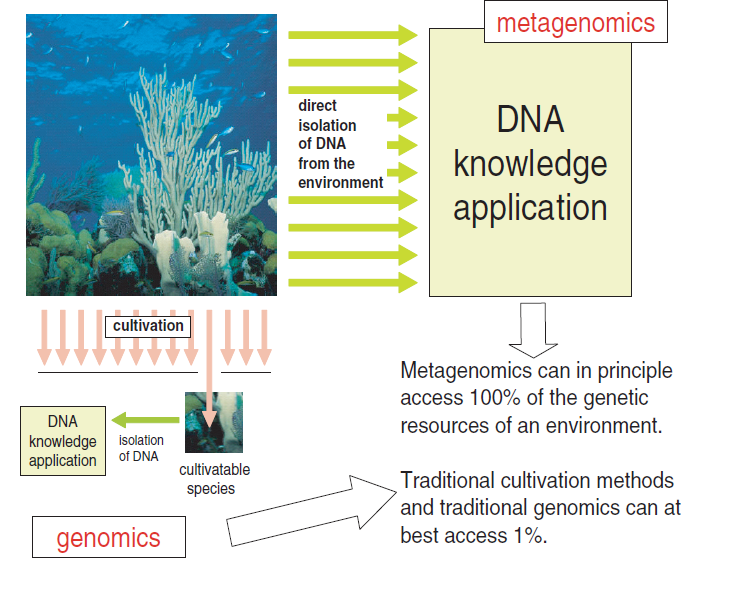 metagenomics
direct
isolation
of DNA
from the
environment
DNA
knowledge
application
cultivation
Metagenomics can in principle
access 100% of the genetic
resources of an environment.
DNA
knowledge
application
isolation
of DNA
cultivatable
species
Traditional cultivation methods
and traditional genomics can at
best access 1%.
genomics